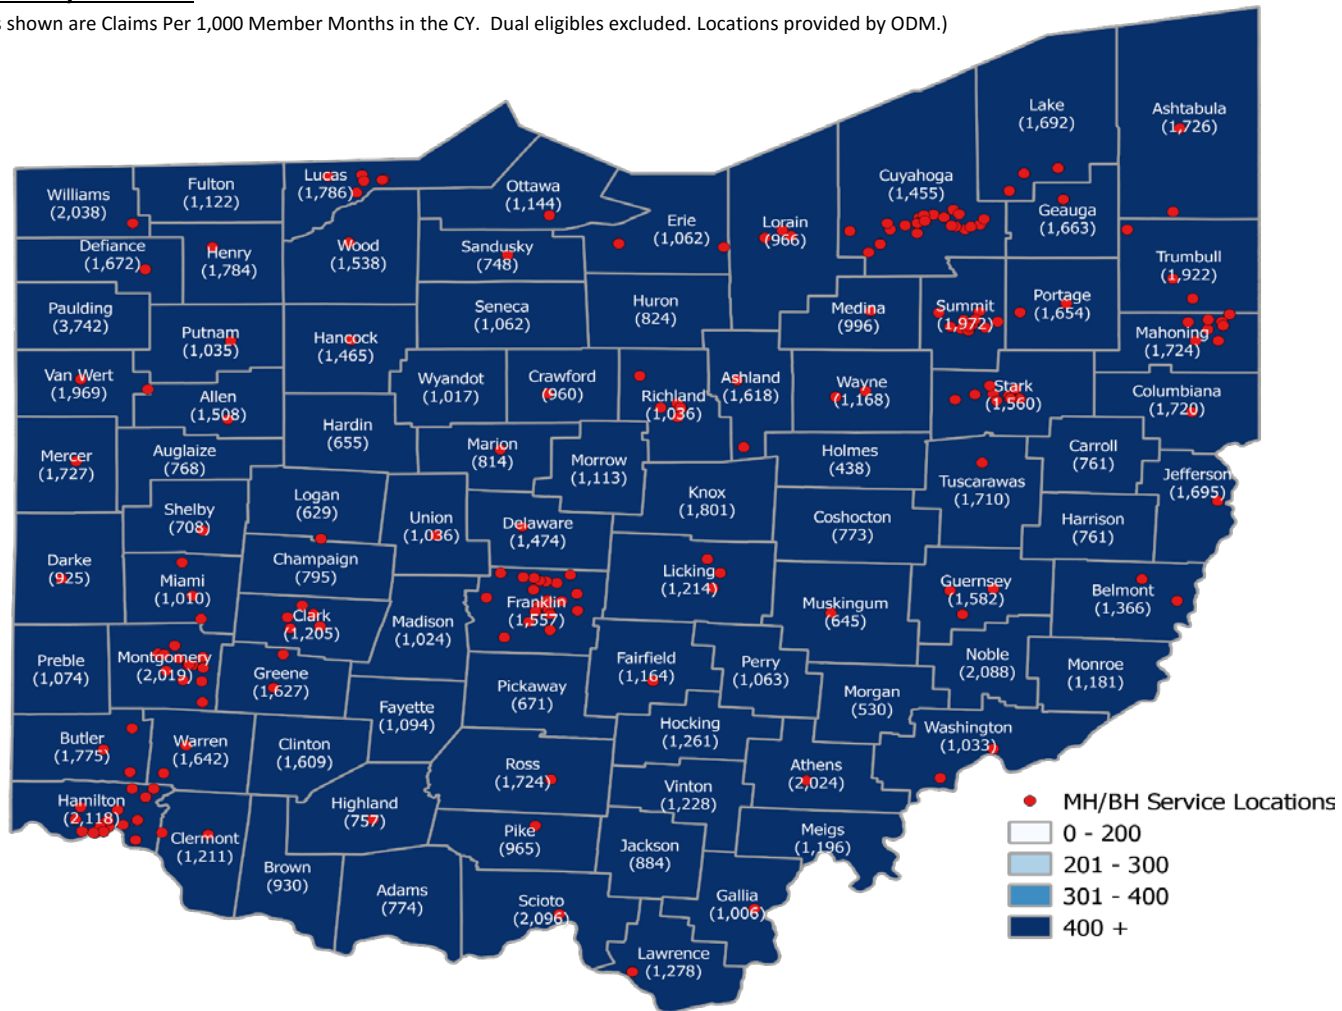 s shown are Claims Per 1,000 Member Months in the CY.  Dual eligibles excluded. Locations provided by ODM.)
Lake
(1,692)
Ashtabula
(1,726)
Cuyahoga
(1,455)
Lucas
(1,786)
Fulton
(1,122)
Williams
(2,038)
Ottawa
(1,144)
Erie
(1,062)
Lorain
(966)
Geauga
(1,663)
Defiance
(1,672)
Henry
(1,784)
Wood
(1,538)
Sandusky
(748)
Trumbull
(1,922)
Paulding
(3,742)
Seneca
(1,062)
Huron
(824)
Medina
(996)
Summit
(1,972)
Portage
(1,654)
Putnam
(1,035)
Hancock
(1,465)
Mahoning
(1,724)
Van Wert
(1,969)
Allen
(1,508)
Wyandot
(1,017)
Crawford
(960)
Richland
(1,036)
Ashland
(1,618)
Wayne
(1,168)
Stark
(1,560)
Columbiana
(1,720)
Hardin
(655)
Mercer
(1,727)
Auglaize
(768)
Marion
(814)
Morrow
(1,113)
Holmes
(438)
Carroll
(761)
Tuscarawas
(1,710)
Jefferson
(1,695)
Shelby
(708)
Logan
(629)
Union
(1,036)
Delaware
(1,474)
Knox
(1,801)
Coshocton
(773)
Harrison
(761)
Darke
(925)
Miami
(1,010)
Champaign
(795)
Licking
(1,214)
Guernsey
(1,582)
Belmont
(1,366)
Clark
(1,205)
Madison
(1,024)
Franklin
(1,557)
Muskingum
(645)
Preble
(1,074)
Montgomery
(2,019)
Greene
(1,627)
Fairfield
(1,164)
Perry
(1,063)
Noble
(2,088)
Monroe
(1,181)
Fayette
(1,094)
Pickaway
(671)
Morgan
(530)
Hocking
(1,261)
Washington
(1,033)
Butler
(1,775)
Warren
(1,642)
Clinton
(1,609)
Ross
(1,724)
Athens
(2,024)
Vinton
(1,228)
Hamilton
(2,118)
Highland
(757)
Clermont
(1,211)
Pike
(965)
Jackson
(884)
Meigs
(1,196)
Brown
(930)
Adams
(774)
Scioto
(2,096)
Gallia
(1,006)
Lawrence
(1,278)
MH/BH Service Locations
0 - 200
201 - 300
301 - 400
400 +